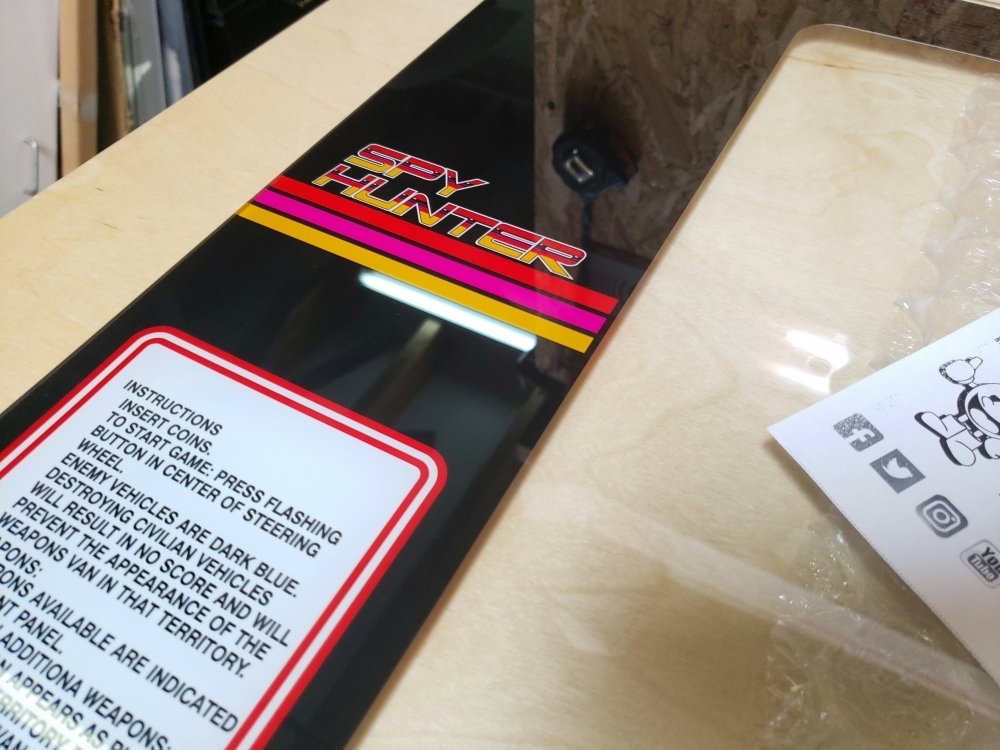 SPY
HUNTER
INSTRUCTIONS
INSERT COINS.
TO START GAME: PRESS FLASHING
BUTTON IN CENTER OF STEERING
WHEEL.
ENEMY VEHICLES ARE DARK BLUE.
DESTROYING CIVILIAN VEHICLES
WILL RESULT IN NO SCORE AND WILL
PREVENT THE APPEARANCE OF THE
WEAPONS VAN IN THAT TERRITORY.
AVAILABLE ARE INDICATED
PANEL.
ADDITIONA WEAPONS:
APPEARS AS
You
Tube